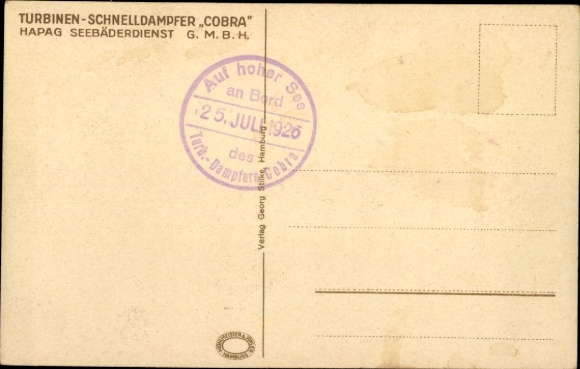 TURBINEN-SCHNELLDAMPFER „COBRA"
HAPAG SEEBÄDERDIENST G. M. B. H.
Auf hoher See
an Bord
25. JULI 1926
des
Turb.-Dampfers Cobra
Verlag Georg Stilke, Hamburg
HAMBURG